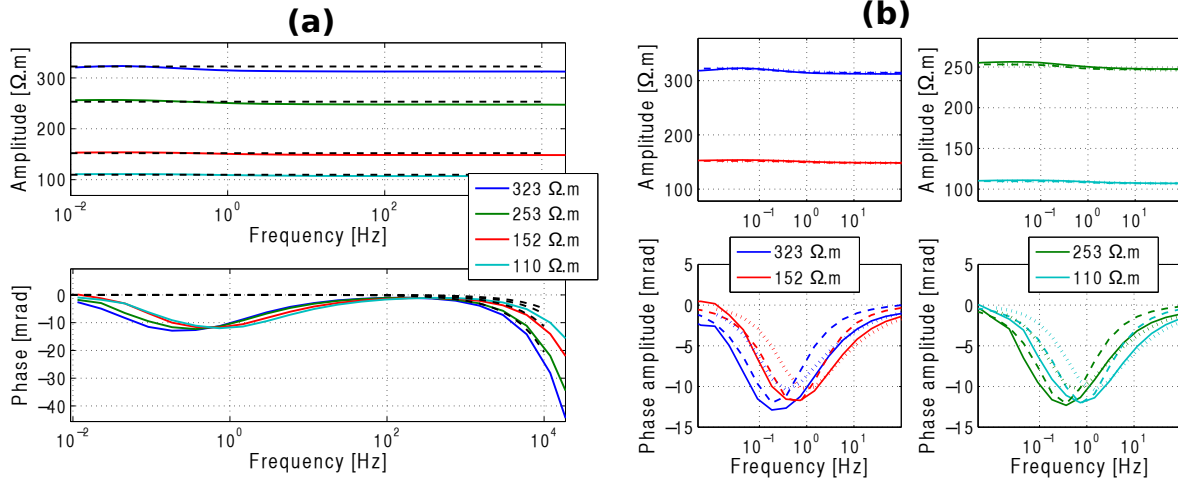 (a)
(b)
Amplitude [Ω.m]
300
200
100
10⁻²
10⁰
10²
Frequency [Hz]
323 Ω.m
253 Ω.m
152 Ω.m
110 Ω.m
Phase [mrad]
0
−10
−20
−30
−40
10⁻²
10⁰
10²
10⁴
Frequency [Hz]
Amplitude [Ω.m]
350
300
250
200
150
100
10⁻¹
10⁰
10¹
Amplitude [Ω.m]
250
200
150
100
10⁻¹
10⁰
10¹
323 Ω.m
152 Ω.m
Phase amplitude [mrad]
5
0
−5
−10
−15
10⁻¹
10⁰
10¹
Frequency [Hz]
253 Ω.m
110 Ω.m
Phase amplitude [mrad]
5
0
−5
−10
−15
10⁻¹
10⁰
10¹
Frequency [Hz]